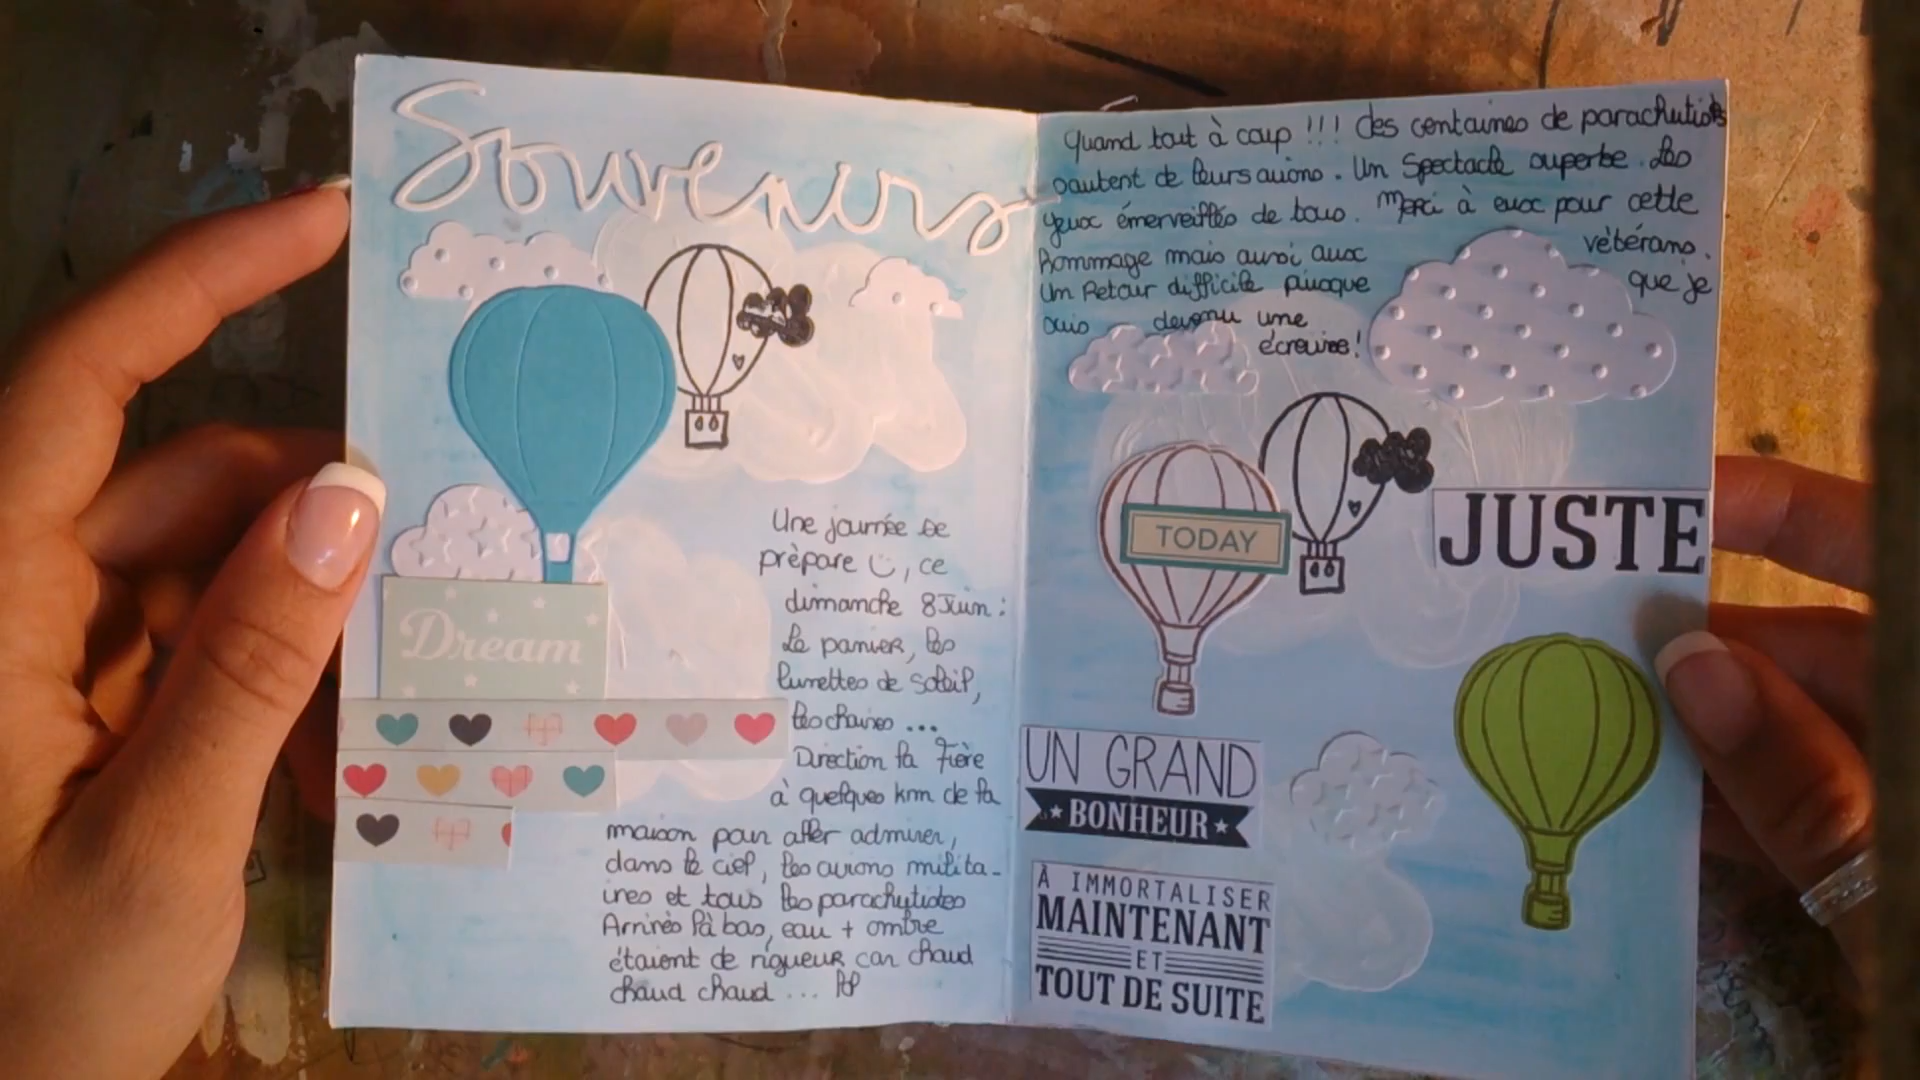 Souvenirs
Dream
Une journée se
prèpare , ce
dimanche 8 Juin :
Le panier, les
lunettes de soleil,
les chaises ...
Direction la Fière
à quelques km de la
maison pour aller admirer,
dans le ciel, les avions milita-
ires et tous les parachutistes
Arrivés là bas, eau + ombre
étaient de rigueur car chaud
chaud chaud ...
Quand tout à coup !!! des centaines de parachutists
sautent de leurs avions. Un Spectacle superbe. Les
yeux émerveillés de tous. Merci à eux pour cette
hommage mais aussi aux vétérans.
Un Retour difficile puisque que je
suis devenu une
écrevisse!
TODAY
JUSTE
UN GRAND
BONHEUR
À IMMORTALISER
MAINTENANT
ET
TOUT DE SUITE